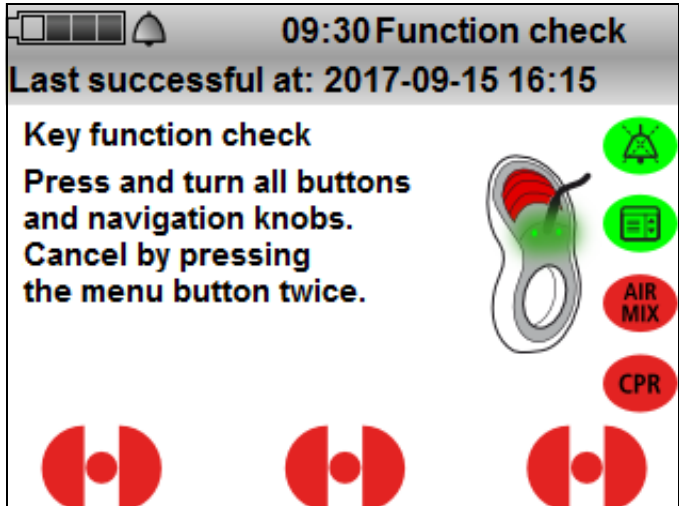 09:30 Function check
Last successful at: 2017-09-15 16:15
Key function check
Press and turn all buttons
and navigation knobs.
Cancel by pressing
the menu button twice.
AIR
MIX
CPR